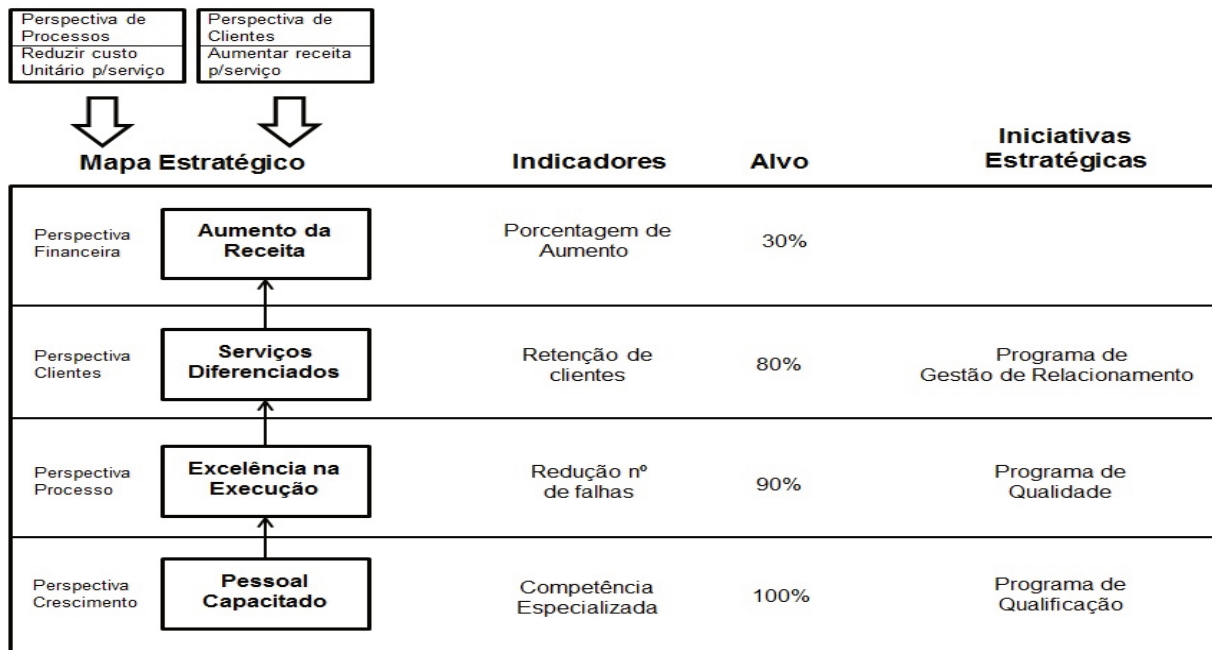 Perspectiva de
Processos
Reduzir custo
Unitário p/serviço
Perspectiva de
Clientes
Aumentar receita
p/serviço
Mapa Estratégico
Indicadores
Alvo
Iniciativas
Estratégicas
Perspectiva
Financeira
Aumento da
Receita
Porcentagem de
Aumento
30%
Perspectiva
Clientes
Serviços
Diferenciados
Retenção de
clientes
80%
Programa de
Gestão de Relacionamento
Perspectiva
Processo
Excelência na
Execução
Redução nº
de falhas
90%
Programa de
Qualidade
Perspectiva
Crescimento
Pessoal
Capacitado
Competência
Especializada
100%
Programa de
Qualificação